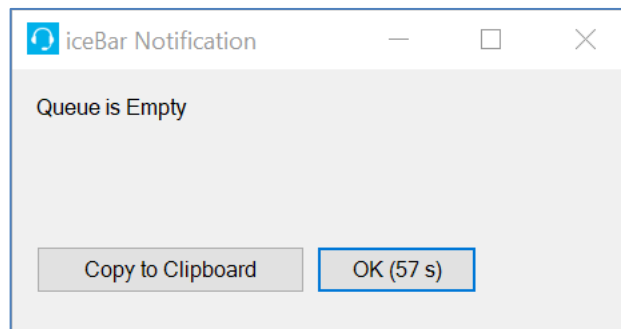 iceBar Notification
Queue is Empty
Copy to Clipboard
OK (57 s)